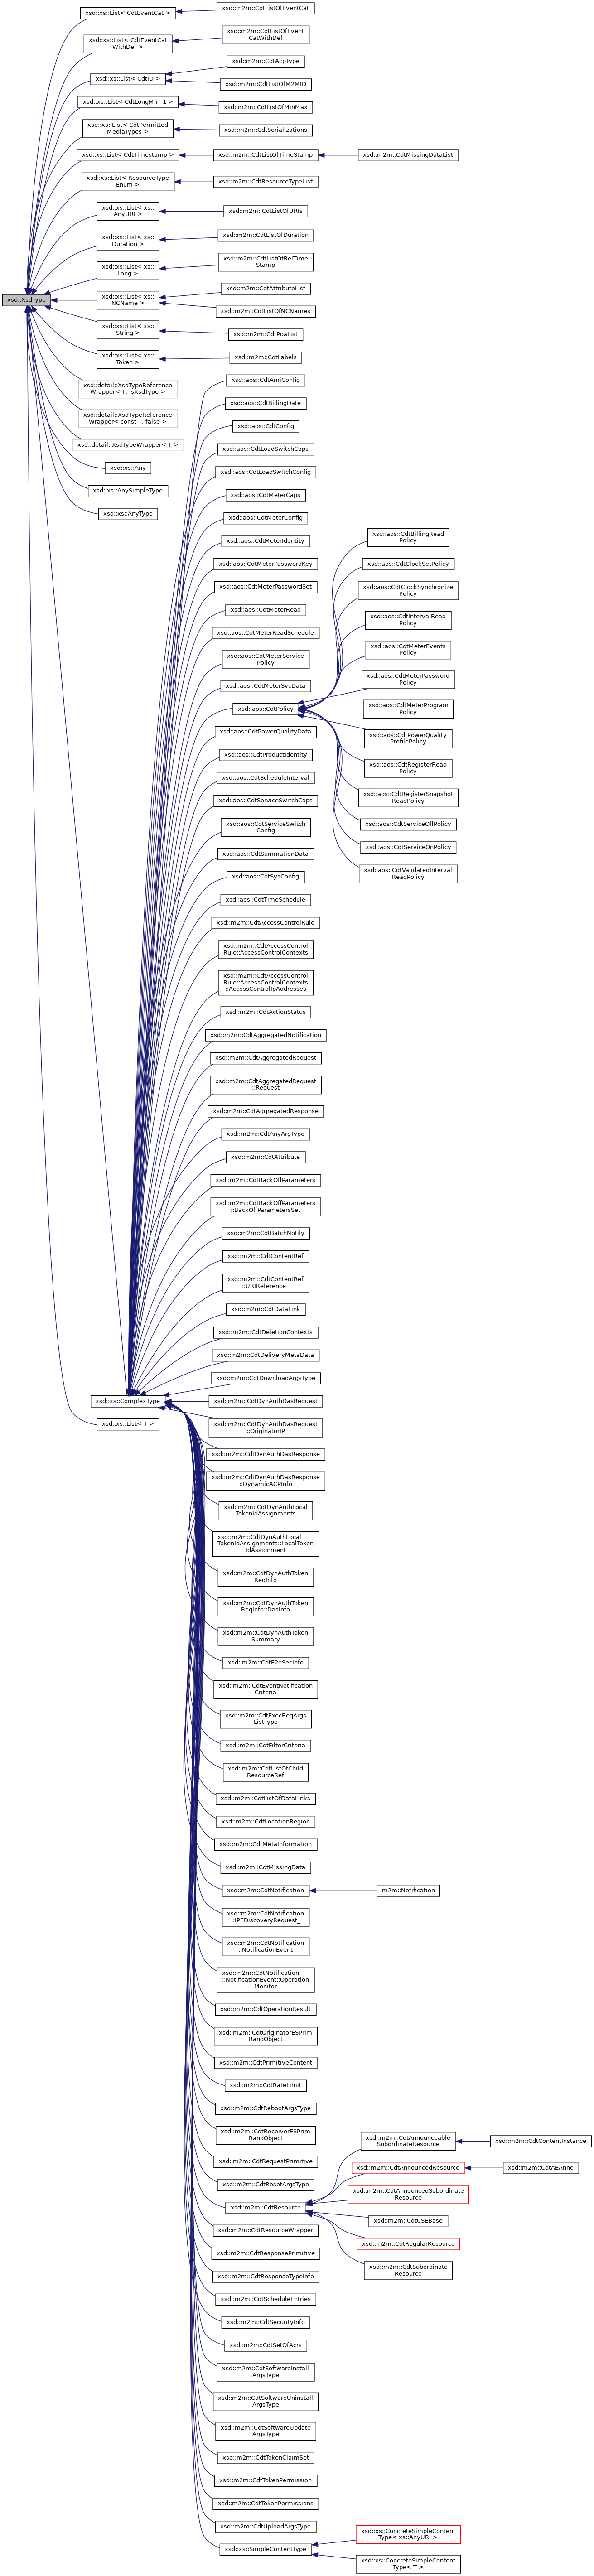 xsd::XsdType
xsd::xs::List< CdtEventCat >
xsd::m2m::CdtListOfEventCat
xsd::xs::List< CdtEventCat
WithDef >
xsd::m2m::CdtListOfEvent
CatWithDef
xsd::xs::List< CdtID >
xsd::m2m::CdtAcpType
xsd::m2m::CdtListOfM2MID
xsd::xs::List< CdtLongMin_1 >
xsd::m2m::CdtListOfMinMax
xsd::xs::List< CdtPermitted
MediaTypes >
xsd::m2m::CdtSerializations
xsd::xs::List< CdtTimestamp >
xsd::m2m::CdtListOfTimeStamp
xsd::m2m::CdtMissingDataList
xsd::xs::List< ResourceType
Enum >
xsd::m2m::CdtResourceTypeList
xsd::xs::List< xs::
AnyURI >
xsd::m2m::CdtListOfURIs
xsd::xs::List< xs::
Duration >
xsd::m2m::CdtListOfDuration
xsd::xs::List< xs::
Long >
xsd::m2m::CdtListOfRelTime
Stamp
xsd::xs::List< xs::
NCName >
xsd::m2m::CdtAttributeList
xsd::m2m::CdtListOfNCNames
xsd::xs::List< xs::
String >
xsd::m2m::CdtPoaList
xsd::xs::List< xs::
Token >
xsd::m2m::CdtLabels
xsd::detail::XsdTypeReference
Wrapper< T, IsXsdType >
xsd::detail::XsdTypeReference
Wrapper< const T, false >
xsd::detail::XsdTypeWrapper< T >
xsd::xs::Any
xsd::xs::AnySimpleType
xsd::xs::AnyType
xsd::xs::ComplexType
xsd::xs::List< T >
xsd::aos::CdtAmiConfig
xsd::aos::CdtBillingDate
xsd::aos::CdtConfig
xsd::aos::CdtLoadSwitchCaps
xsd::aos::CdtLoadSwitchConfig
xsd::aos::CdtMeterCaps
xsd::aos::CdtMeterConfig
xsd::aos::CdtMeterIdentity
xsd::aos::CdtMeterPasswordKey
xsd::aos::CdtMeterPasswordSet
xsd::aos::CdtMeterRead
xsd::aos::CdtMeterReadSchedule
xsd::aos::CdtMeterService
Policy
xsd::aos::CdtMeterSvcData
xsd::aos::CdtPolicy
xsd::aos::CdtBillingRead
Policy
xsd::aos::CdtClockSetPolicy
xsd::aos::CdtClockSynchronize
Policy
xsd::aos::CdtIntervalRead
Policy
xsd::aos::CdtMeterEvents
Policy
xsd::aos::CdtMeterPassword
Policy
xsd::aos::CdtMeterProgram
Policy
xsd::aos::CdtPowerQuality
ProfilePolicy
xsd::aos::CdtRegisterRead
Policy
xsd::aos::CdtRegisterSnapshot
ReadPolicy
xsd::aos::CdtServiceOffPolicy
xsd::aos::CdtServiceOnPolicy
xsd::aos::CdtValidatedInterval
ReadPolicy
xsd::aos::CdtPowerQualityData
xsd::aos::CdtProductIdentity
xsd::aos::CdtScheduleInterval
xsd::aos::CdtServiceSwitchCaps
xsd::aos::CdtServiceSwitch
Config
xsd::aos::CdtSummationData
xsd::aos::CdtSysConfig
xsd::aos::CdtTimeSchedule
xsd::m2m::CdtAccessControlRule
xsd::m2m::CdtAccessControl
Rule::AccessControlContexts
xsd::m2m::CdtAccessControl
Rule::AccessControlContexts
::AccessControlIpAddresses
xsd::m2m::CdtActionStatus
xsd::m2m::CdtAggregatedNotification
xsd::m2m::CdtAggregatedRequest
xsd::m2m::CdtAggregatedRequest
::Request
xsd::m2m::CdtAggregatedResponse
xsd::m2m::CdtAnyArgType
xsd::m2m::CdtAttribute
xsd::m2m::CdtBackOffParameters
xsd::m2m::CdtBackOffParameters
::BackOffParametersSet
xsd::m2m::CdtBatchNotify
xsd::m2m::CdtContentRef
xsd::m2m::CdtContentRef
::URIReference_
xsd::m2m::CdtDataLink
xsd::m2m::CdtDeletionContexts
xsd::m2m::CdtDeliveryMetaData
xsd::m2m::CdtDownloadArgsType
xsd::m2m::CdtDynAuthDasRequest
xsd::m2m::CdtDynAuthDasRequest
::OriginatorIP
xsd::m2m::CdtDynAuthDasResponse
xsd::m2m::CdtDynAuthDasResponse
::DynamicACPInfo
xsd::m2m::CdtDynAuthLocal
TokenIdAssignments
xsd::m2m::CdtDynAuthLocal
TokenIdAssignments::LocalToken
IdAssignment
xsd::m2m::CdtDynAuthToken
ReqInfo
xsd::m2m::CdtDynAuthToken
ReqInfo::DasInfo
xsd::m2m::CdtDynAuthToken
Summary
xsd::m2m::CdtE2eSecInfo
xsd::m2m::CdtEventNotification
Criteria
xsd::m2m::CdtExecReqArgs
ListType
xsd::m2m::CdtFilterCriteria
xsd::m2m::CdtListOfChild
ResourceRef
xsd::m2m::CdtListOfDataLinks
xsd::m2m::CdtLocationRegion
xsd::m2m::CdtMetaInformation
xsd::m2m::CdtMissingData
xsd::m2m::CdtNotification
m2m::Notification
xsd::m2m::CdtNotification
::IPEDiscoveryRequest_
xsd::m2m::CdtNotification
::NotificationEvent
xsd::m2m::CdtNotification
::NotificationEvent::Operation
Monitor
xsd::m2m::CdtOperationResult
xsd::m2m::CdtOriginatorESPrim
RandObject
xsd::m2m::CdtPrimitiveContent
xsd::m2m::CdtRateLimit
xsd::m2m::CdtRebootArgsType
xsd::m2m::CdtReceiverESPrim
RandObject
xsd::m2m::CdtRequestPrimitive
xsd::m2m::CdtResetArgsType
xsd::m2m::CdtResource
xsd::m2m::CdtAnnounceable
SubordinateResource
xsd::m2m::CdtContentInstance
xsd::m2m::CdtAnnouncedResource
xsd::m2m::CdtAEAnnc
xsd::m2m::CdtAnnouncedSubordinate
Resource
xsd::m2m::CdtCSEBase
xsd::m2m::CdtRegularResource
xsd::m2m::CdtSubordinate
Resource
xsd::m2m::CdtResourceWrapper
xsd::m2m::CdtResponsePrimitive
xsd::m2m::CdtResponseTypeInfo
xsd::m2m::CdtScheduleEntries
xsd::m2m::CdtSecurityInfo
xsd::m2m::CdtSetOfAcrs
xsd::m2m::CdtSoftwareInstall
ArgsType
xsd::m2m::CdtSoftwareUninstall
ArgsType
xsd::m2m::CdtSoftwareUpdate
ArgsType
xsd::m2m::CdtTokenClaimSet
xsd::m2m::CdtTokenPermission
xsd::m2m::CdtTokenPermissions
xsd::m2m::CdtUploadArgsType
xsd::xs::SimpleContentType
xsd::xs::ConcreteSimpleContent
Type< xs::AnyURI >
xsd::xs::ConcreteSimpleContent
Type< T >